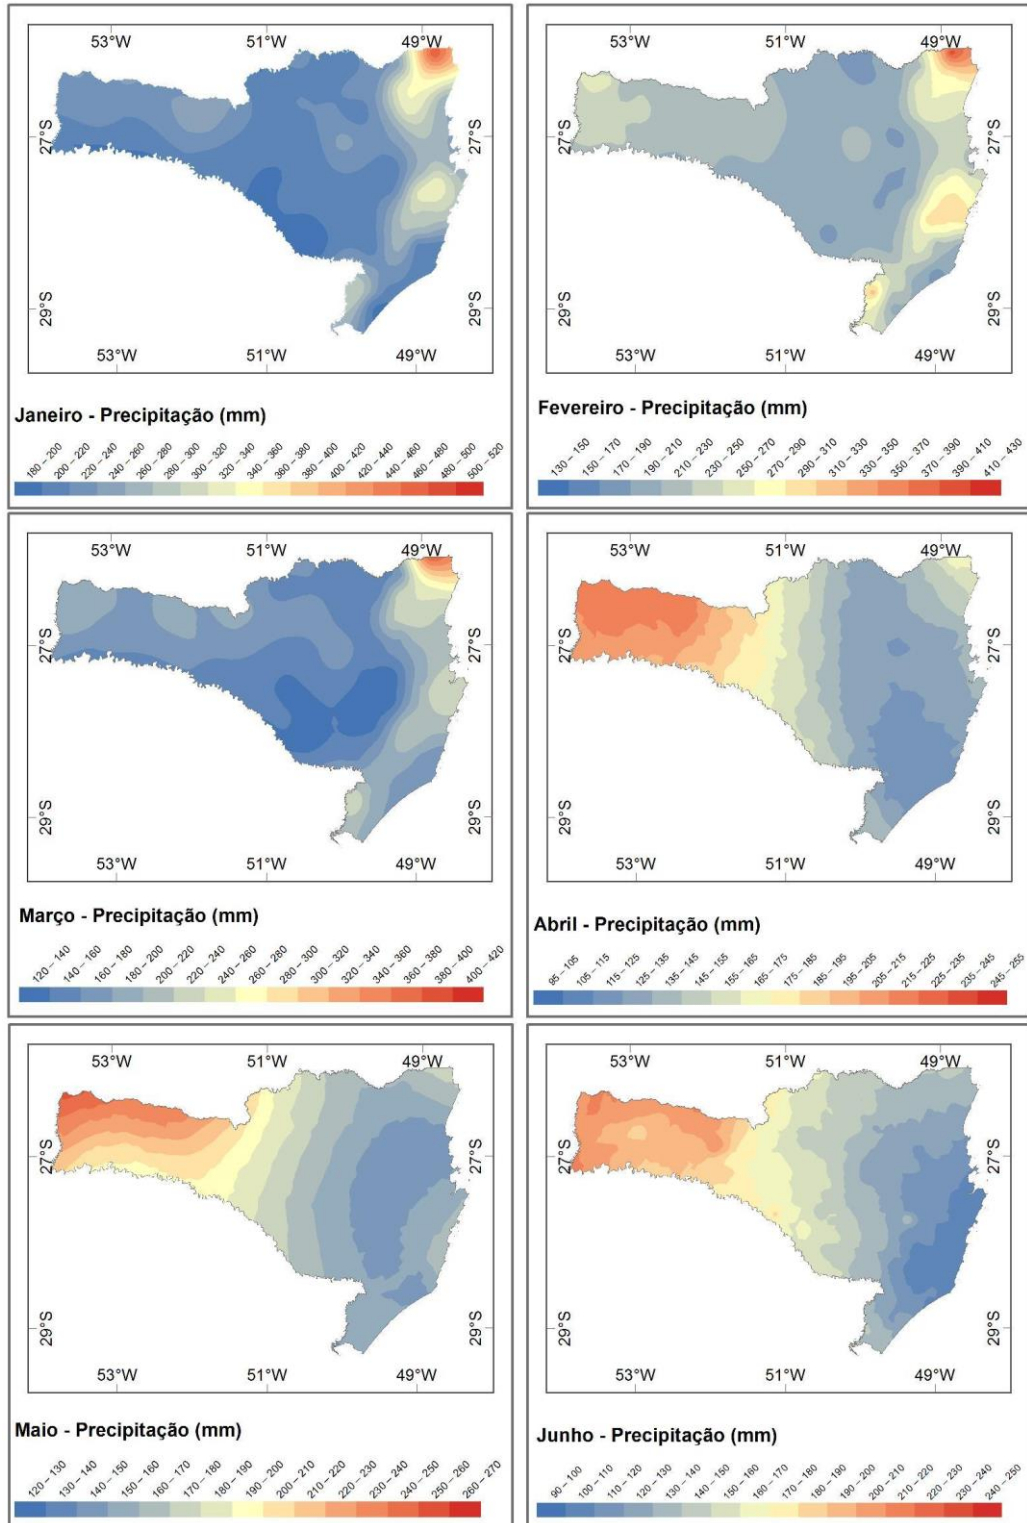 53°W 51°W 49°W
27°S 27°S
29°S 29°S
53°W 51°W 49°W
Janeiro - Precipitação (mm)
180 – 200 200 – 220 220 – 240 240 – 260 260 – 280 280 – 300 300 – 320 320 – 340 340 – 360 360 – 380 380 – 400 400 – 420 420 – 440 440 – 460 460 – 480 480 – 500 500 – 520
53°W 51°W 49°W
27°S 27°S
29°S 29°S
53°W 51°W 49°W
Fevereiro - Precipitação (mm)
130 – 150 150 – 170 170 – 190 190 – 210 210 – 230 230 – 250 250 – 270 270 – 290 290 – 310 310 – 330 330 – 350 350 – 370 370 – 390 390 – 410 410 – 430
53°W 51°W 49°W
27°S 27°S
29°S 29°S
53°W 51°W 49°W
Março - Precipitação (mm)
120 – 140 140 – 160 160 – 180 180 – 200 200 – 220 220 – 240 240 – 260 260 – 280 280 – 300 300 – 320 320 – 340 340 – 360 360 – 380 380 – 400 400 – 420
53°W 51°W 49°W
27°S 27°S
29°S 29°S
53°W 51°W 49°W
Abril - Precipitação (mm)
95 – 105 105 – 115 115 – 125 125 – 135 135 – 145 145 – 155 155 – 165 165 – 175 175 – 185 185 – 195 195 – 205 205 – 215 215 – 225 225 – 235 235 – 245 245 – 255
53°W 51°W 49°W
27°S 27°S
29°S 29°S
53°W 51°W 49°W
Maio - Precipitação (mm)
120 – 130 130 – 140 140 – 150 150 – 160 160 – 170 170 – 180 180 – 190 190 – 200 200 – 210 210 – 220 220 – 230 230 – 240 240 – 250 250 – 260 260 – 270
53°W 51°W 49°W
27°S 27°S
29°S 29°S
53°W 51°W 49°W
Junho - Precipitação (mm)
90 – 100 100 – 110 110 – 120 120 – 130 130 – 140 140 – 150 150 – 160 160 – 170 170 – 180 180 – 190 190 – 200 200 – 210 210 – 220 220 – 230 230 – 240 240 – 250